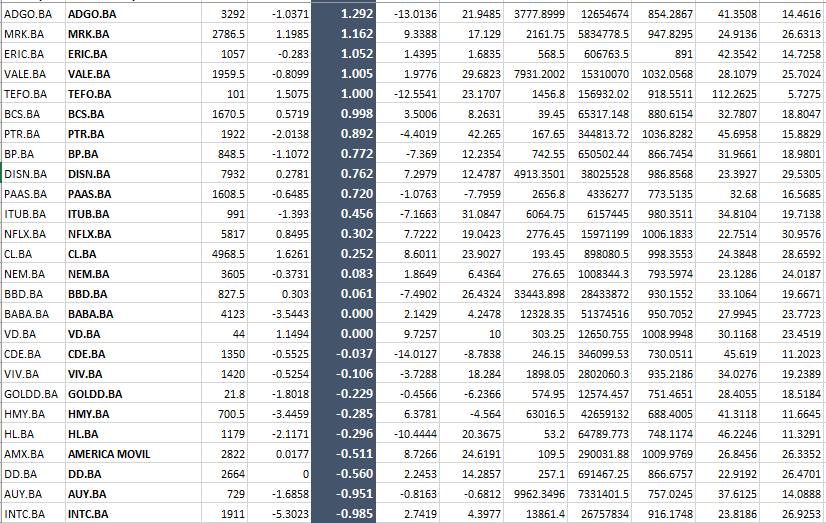 ADGO.BA ADGO.BA 3292 -1.0371 1.292 -13.0136 21.9485 3777.8999 12654674 854.2867 41.3508 14.4616
MRK.BA MRK.BA 2786.5 1.1985 1.162 9.3388 17.129 2161.75 5834778.5 947.8295 24.9136 26.6313
ERIC.BA ERIC.BA 1057 -0.283 1.052 1.4395 1.6835 568.5 606763.5 891 42.3542 14.7258
VALE.BA VALE.BA 1959.5 -0.8099 1.005 1.9776 29.6823 7931.2002 15310070 1032.0568 28.1079 25.7024
TEFO.BA TEFO.BA 101 1.5075 1.000 -12.5541 23.1707 1456.8 156932.02 918.5511 112.2625 5.7275
BCS.BA BCS.BA 1670.5 0.5719 0.998 3.5006 8.2631 39.45 65317.148 880.6154 32.7807 18.8047
PTR.BA PTR.BA 1922 -2.0138 0.892 -4.4019 42.265 167.65 344813.72 1036.8282 45.6958 15.8829
BP.BA BP.BA 848.5 -1.1072 0.772 -7.369 12.2354 742.55 650502.44 866.7454 31.9661 18.9801
DISN.BA DISN.BA 7932 0.2781 0.762 7.2979 12.4787 4913.3501 38025528 986.8568 23.3927 29.5305
PAAS.BA PAAS.BA 1608.5 -0.6485 0.720 -1.0763 -7.7959 2656.8 4336277 773.5135 32.68 16.5685
ITUB.BA ITUB.BA 991 -1.393 0.456 -7.1663 31.0847 6064.75 6157445 980.3511 34.8104 19.7138
NFLX.BA NFLX.BA 5817 0.8495 0.302 7.7222 19.0423 2776.45 15971199 1006.1833 22.7514 30.9576
CL.BA CL.BA 4968.5 1.6261 0.252 8.6011 23.9027 193.45 898080.5 998.3553 24.3848 28.6592
NEM.BA NEM.BA 3605 -0.3731 0.083 1.8649 6.4364 276.65 1008344.3 793.5974 23.1286 24.0187
BBD.BA BBD.BA 827.5 0.303 0.061 -7.4902 26.4324 33443.898 28433872 930.1552 33.1064 19.6671
BABA.BA BABA.BA 4123 -3.5443 0.000 2.1429 4.2478 12328.35 51374516 950.7052 27.9945 23.7723
VD.BA VD.BA 44 1.1494 0.000 9.7257 10 303.25 12650.755 1008.9948 30.1168 23.4519
CDE.BA CDE.BA 1350 -0.5525 -0.037 -14.0127 -8.7838 246.15 346099.53 730.0511 45.619 11.2023
VIV.BA VIV.BA 1420 -0.5254 -0.106 -3.7288 18.284 1898.05 2802060.3 935.2186 34.0276 19.2389
GOLDD.BA GOLDD.BA 21.8 -1.8018 -0.229 -0.4566 -6.2366 574.95 12574.457 751.4651 28.4055 18.5184
HMY.BA HMY.BA 700.5 -3.4459 -0.285 6.3781 -4.564 63016.5 42659132 688.4005 41.3118 11.6645
HL.BA HL.BA 1179 -2.1171 -0.296 -10.4444 20.3675 53.2 64789.773 748.1174 46.2246 11.3291
AMX.BA AMERICA MOVIL 2822 0.0177 -0.511 8.7266 24.6191 109.5 290031.88 1009.9769 26.8456 26.3352
DD.BA DD.BA 2664 0 -0.560 2.2453 14.2857 257.1 691467.25 866.6757 22.9192 26.4701
AUY.BA AUY.BA 729 -1.6858 -0.951 -0.8163 -0.6812 9962.3496 7331401.5 757.0245 37.6125 14.0888
INTC.BA INTC.BA 1911 -5.3023 -0.985 2.7419 4.3977 13861.4 26757834 916.1748 23.8186 26.9253